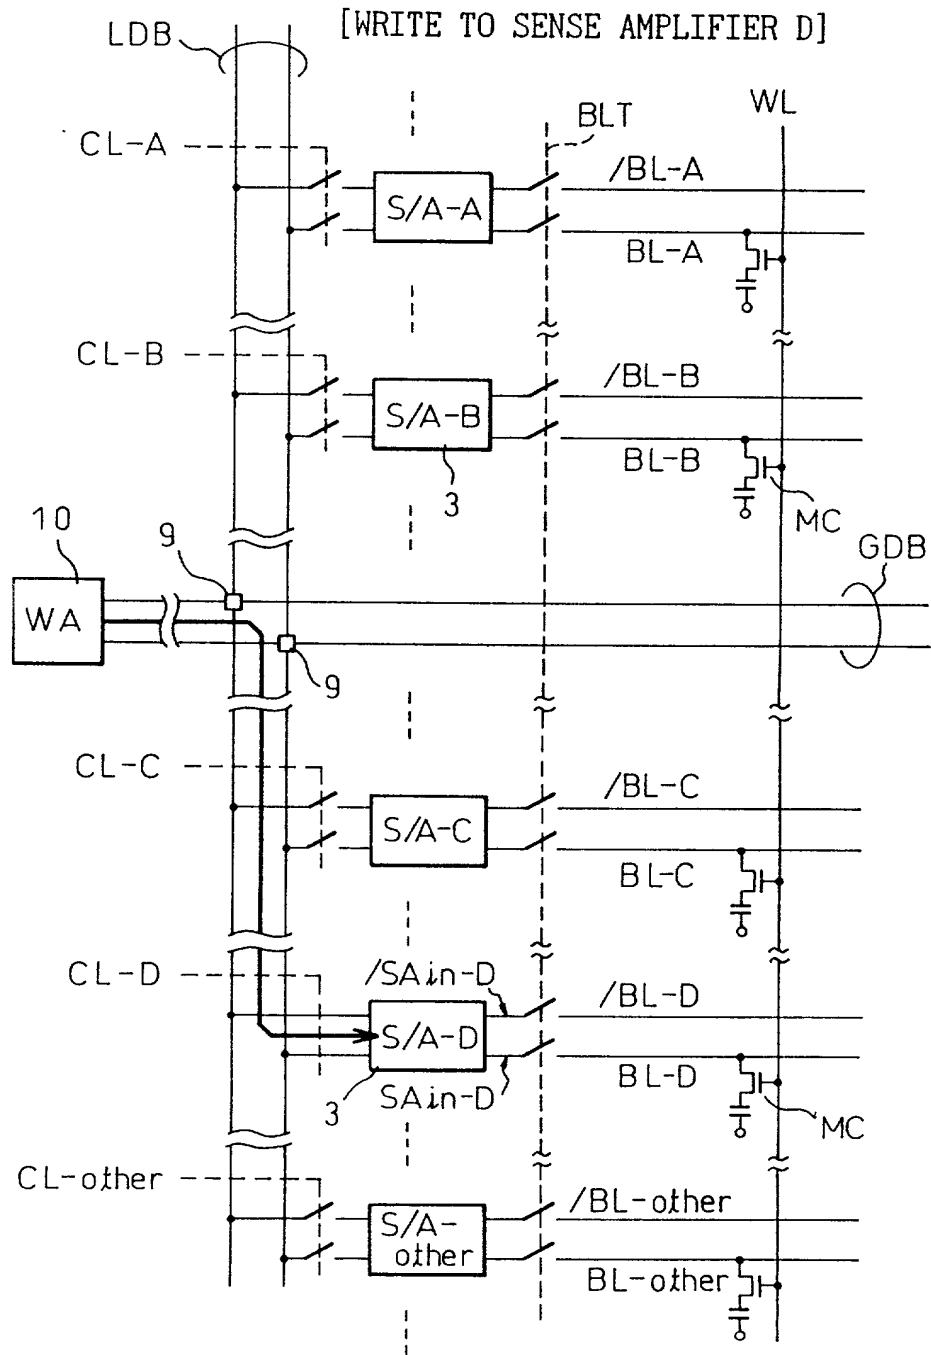 [WRITE TO SENSE AMPLIFIER D]
LDB
WL
BLT
CL-A
/BL-A
S/A-A
BL-A
CL-B
/BL-B
S/A-B
BL-B
3
MC
10
9
GDB
WA
9
CL-C
/BL-C
S/A-C
BL-C
CL-D
/SAin-D
/BL-D
S/A-D
BL-D
3
SAin-D
MC
CL-other
/BL-other
S/A-
other
BL-other